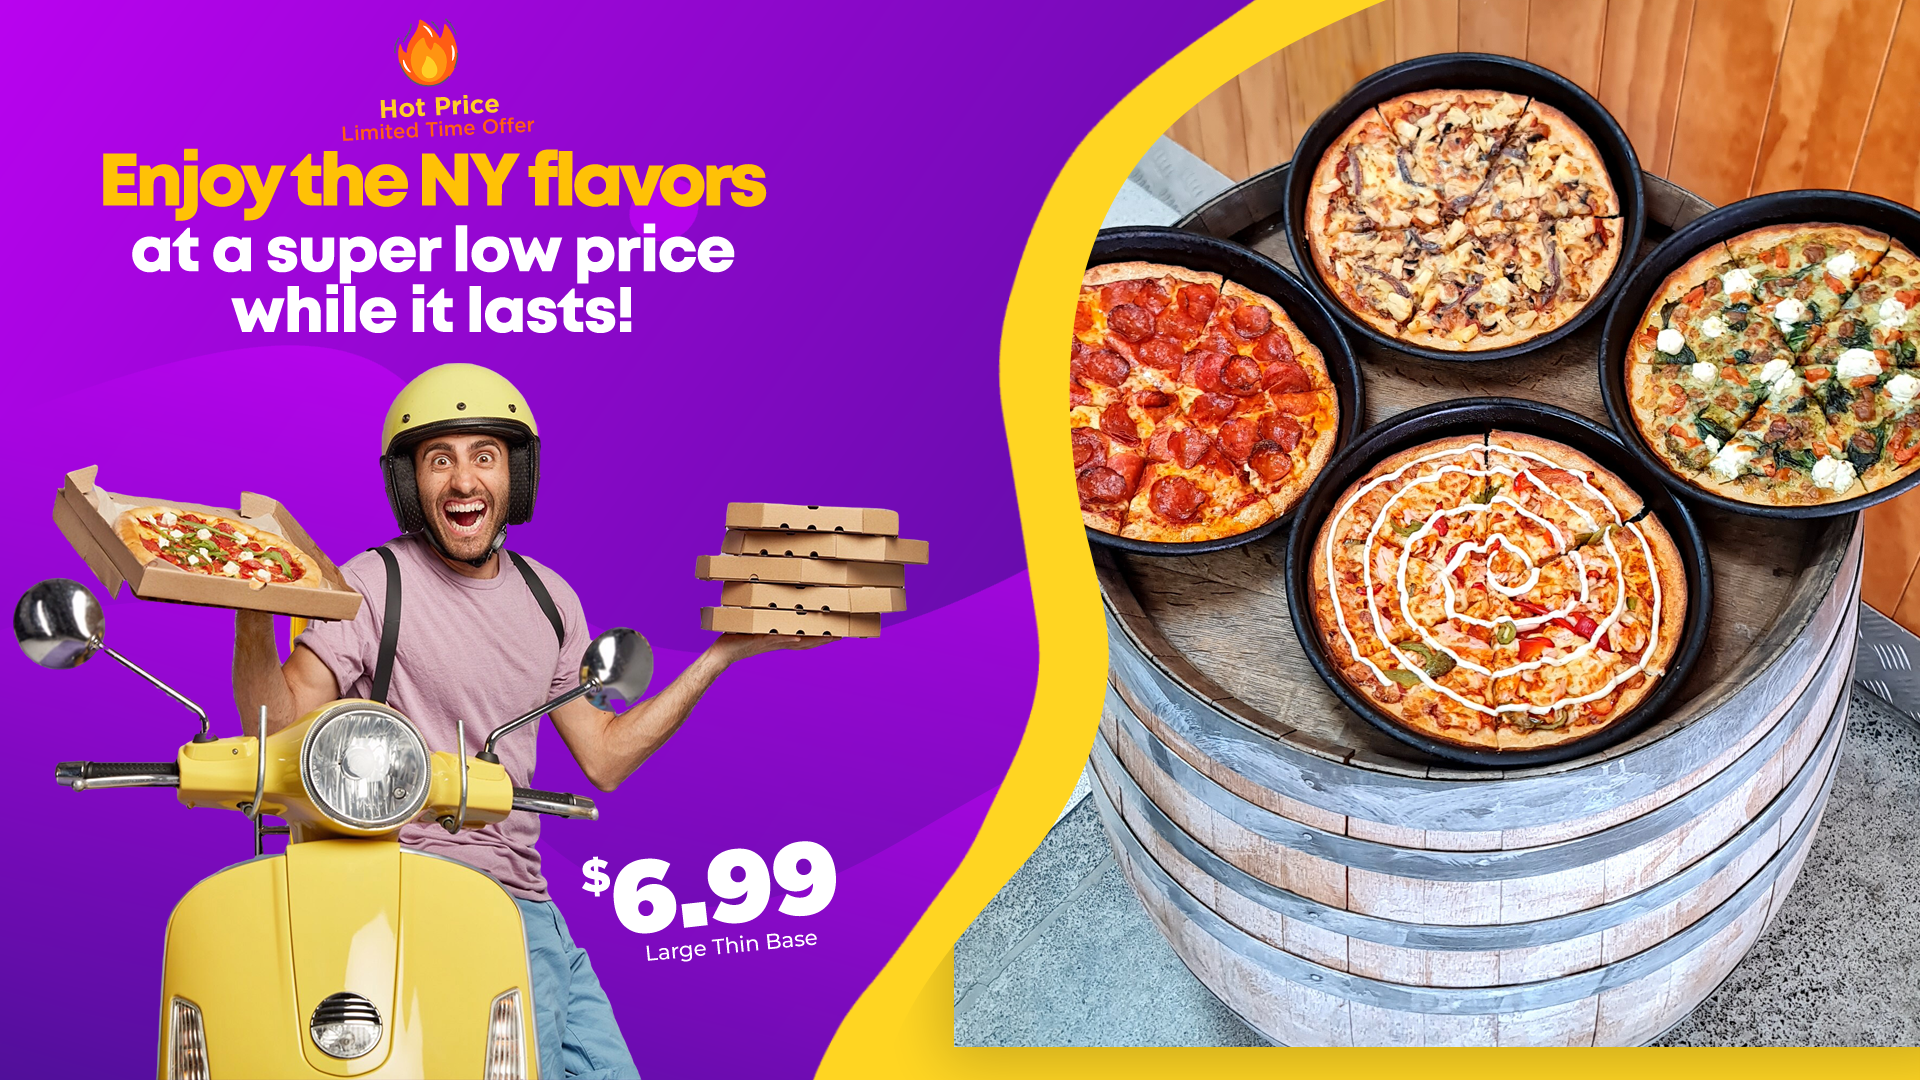 Hot Price
Limited Time Offer
Enjoy the NY flavors
at a super low price
while it lasts!
$6.99
Large Thin Base